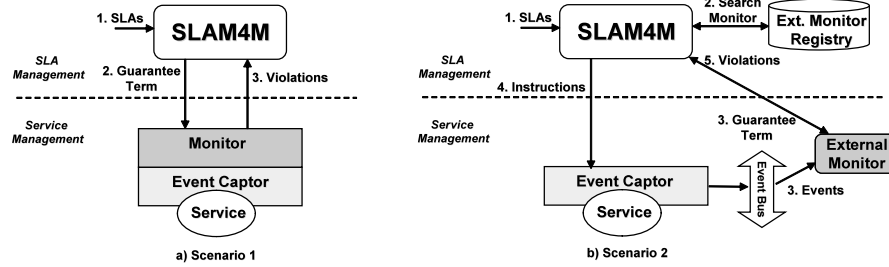 1. SLAs
SLAM4M
SLA
Management
2. Guarantee
Term
3. Violations
Service
Management
Monitor
Event Captor
Service
a) Scenario 1
1. SLAs
SLAM4M
2. Search
Monitor
Ext. Monitor
Registry
SLA
Management
5. Violations
4. Instructions
Service
Management
3. Guarantee
Term
External
Monitor
Event Captor
Service
Event Bus
3. Events
b) Scenario 2